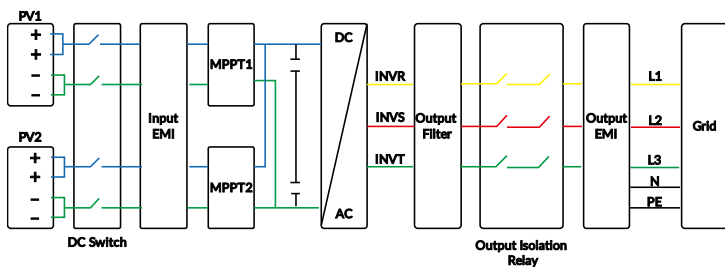 PV1
+
+
−
−
PV2
+
+
−
−
DC Switch
Input
EMI
MPPT1
MPPT2
DC
AC
INVR
INVS
INVT
Output
Filter
Output Isolation
Relay
Output
EMI
L1
L2
L3
N
PE
Grid